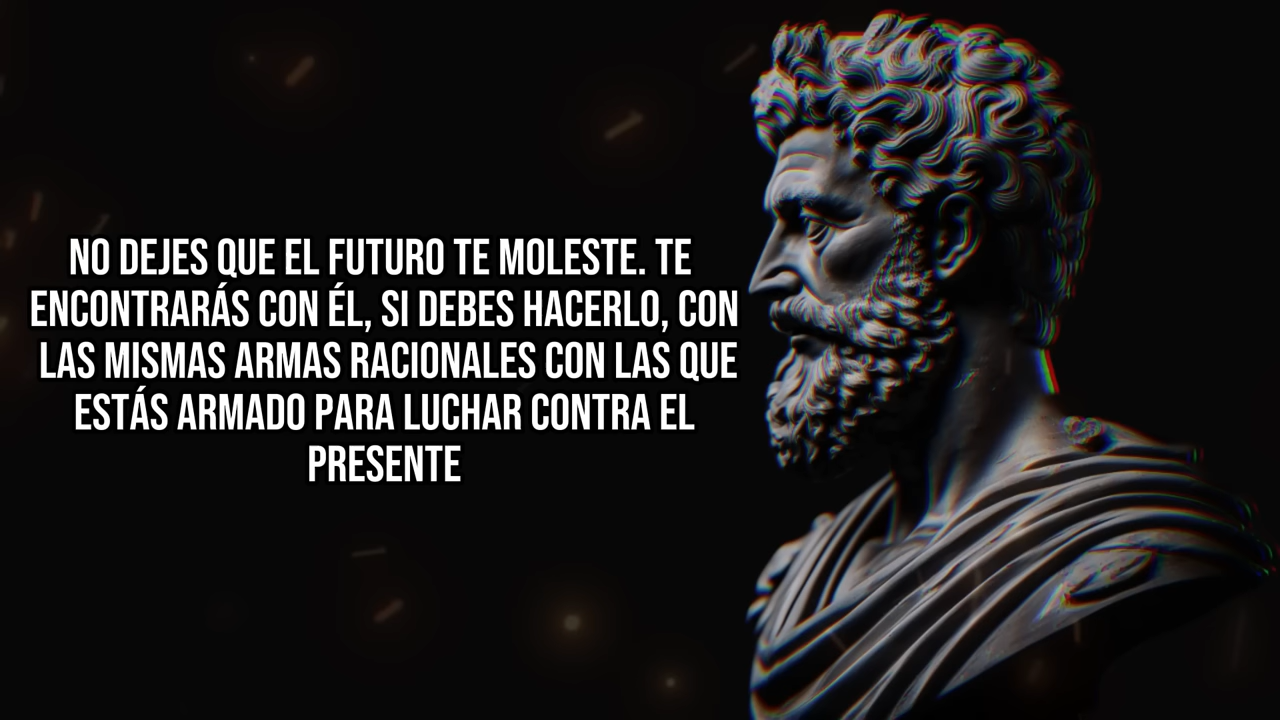 NO DEJES QUE EL FUTURO TE MOLESTE. TE
ENCONTRARÁS CON ÉL, SI DEBES HACERLO, CON
LAS MISMAS ARMAS RACIONALES CON LAS QUE
ESTÁS ARMADO PARA LUCHAR CONTRA EL
PRESENTE